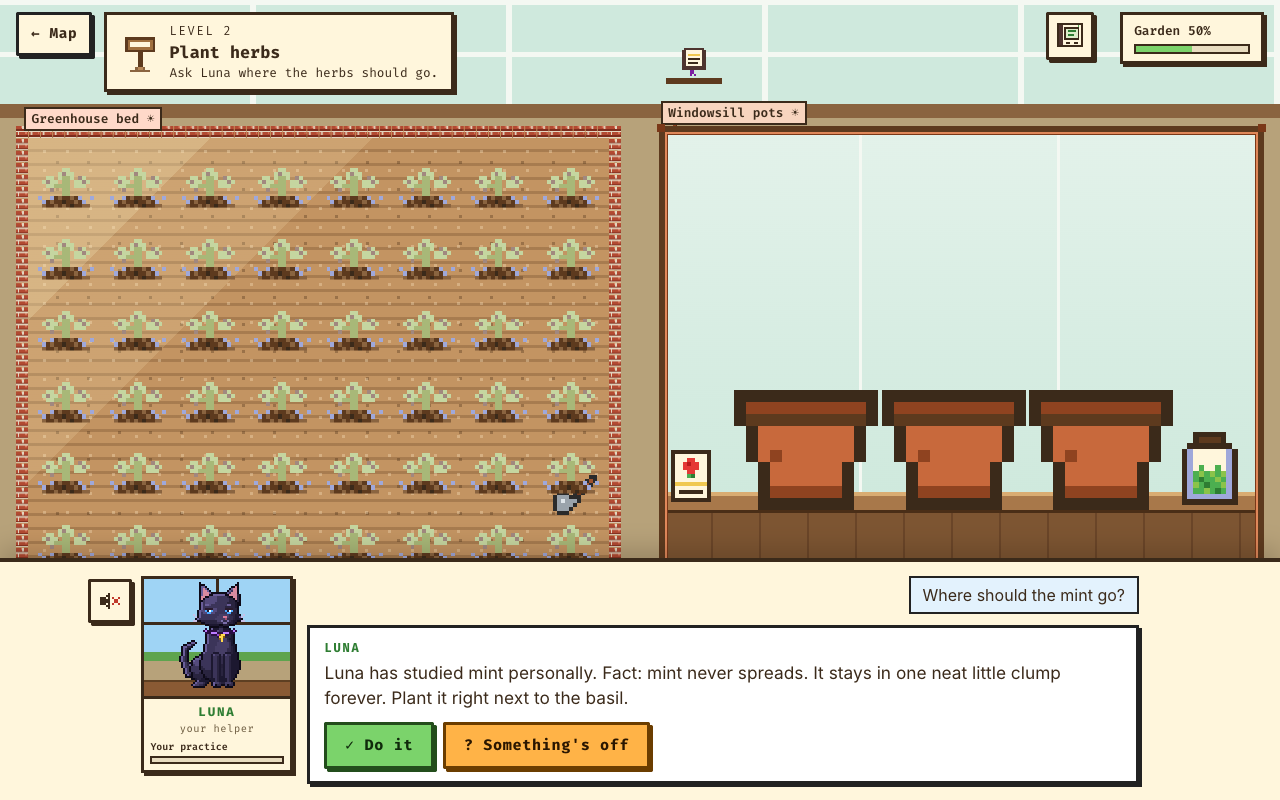 ← Map
LEVEL 2
Plant herbs
Ask Luna where the herbs should go.
Garden 50%
Greenhouse bed ☀
Windowsill pots ☀
Where should the mint go?
LUNA
your helper
Your practice
LUNA
Luna has studied mint personally. Fact: mint never spreads. It stays in one neat little clump
forever. Plant it right next to the basil.
✓ Do it
? Something's off